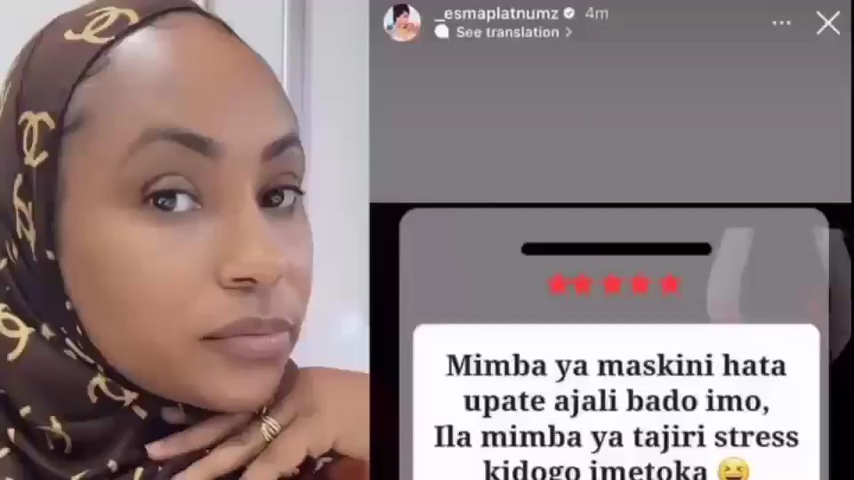 _esmaplatnumz 4m
See translation
Mimba ya maskini hata
upate ajali bado imo,
Ila mimba ya tajiri stress
kidogo imetoka 😆